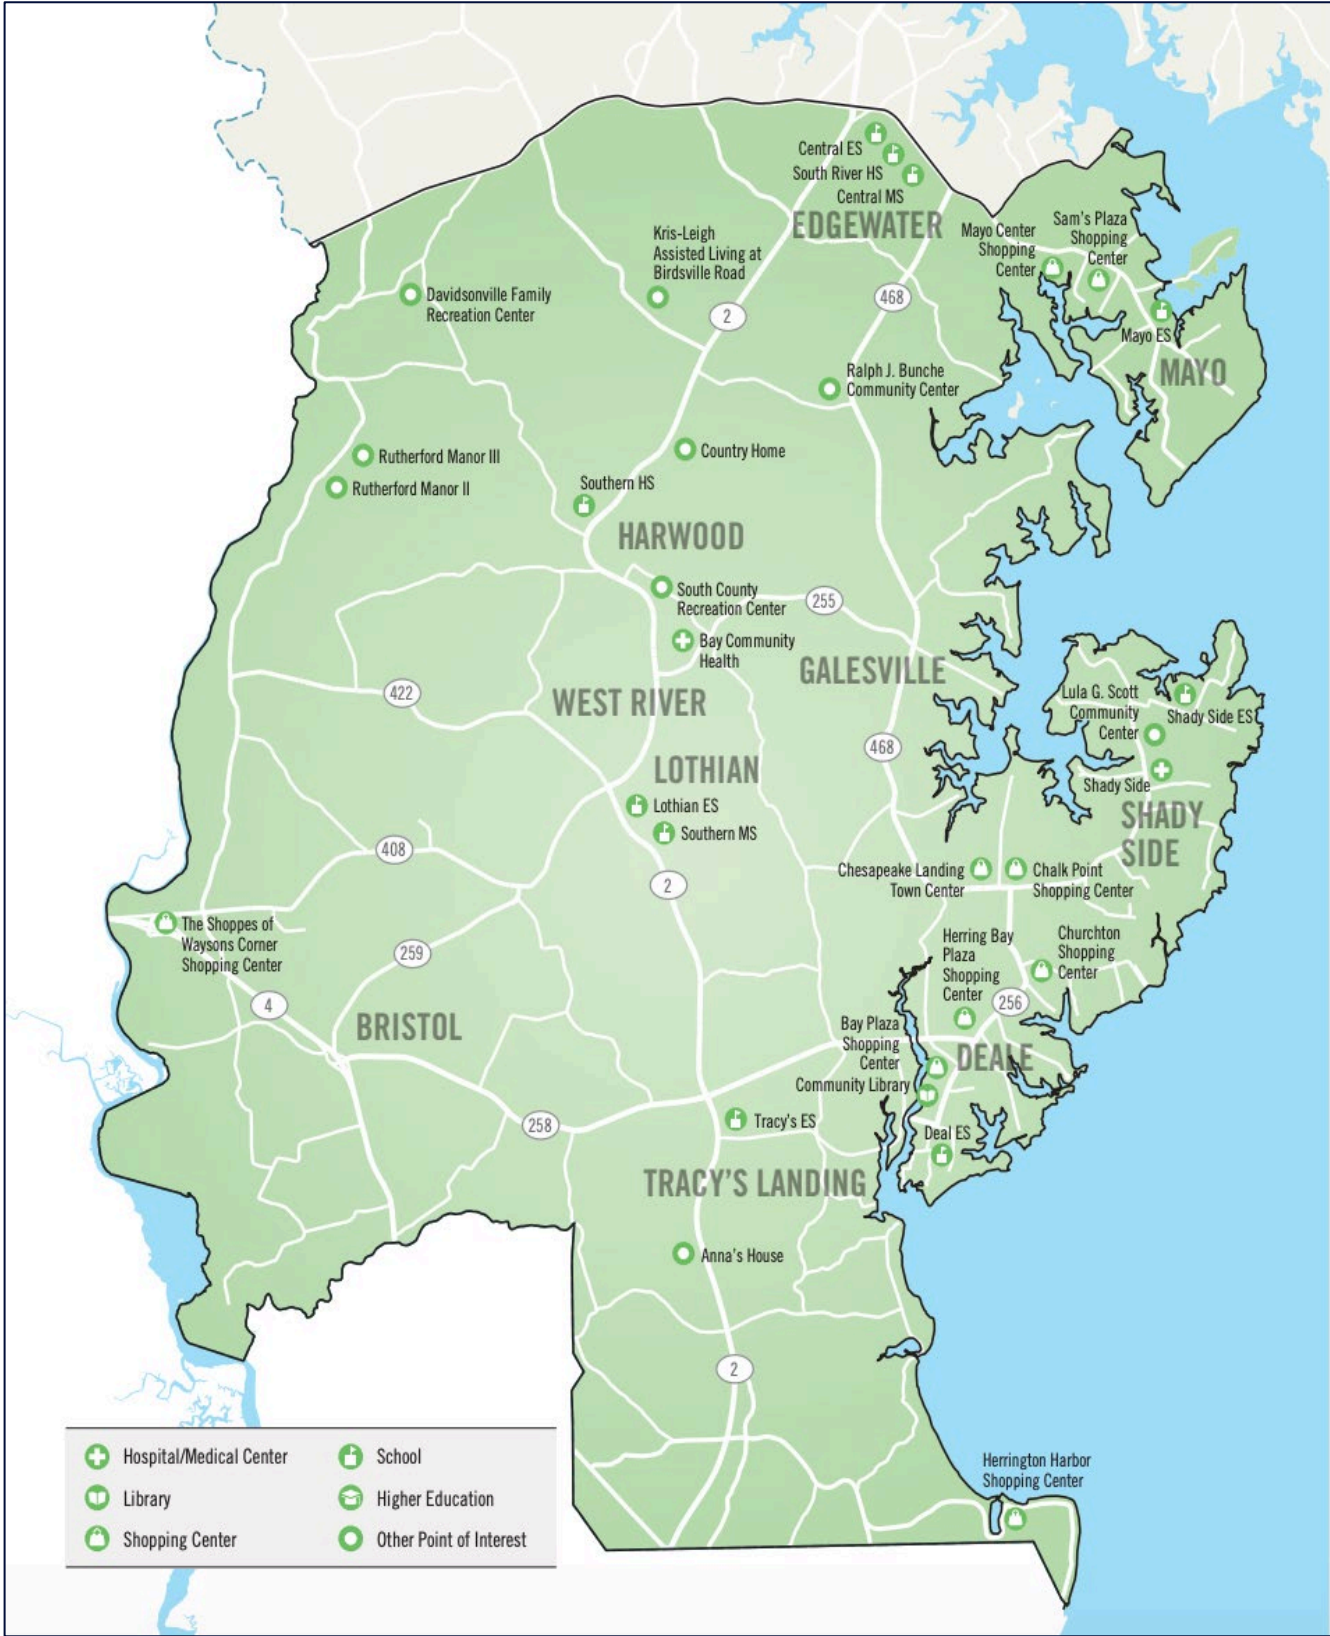 Central ES
South River HS
Central MS
EDGEWATER
Mayo Center
Shopping
Center
Sam's Plaza
Shopping
Center
Kris-Leigh
Assisted Living at
Birdsville Road
Davidsonville Family
Recreation Center
2
468
Mayo ES
MAYO
Ralph J. Bunche
Community Center
Rutherford Manor III
Rutherford Manor II
Country Home
Southern HS
HARWOOD
South County
Recreation Center
255
Bay Community
Health
GALESVILLE
422
WEST RIVER
Lula G. Scott
Community
Center
Shady Side ES
468
LOTHIAN
Shady Side
SHADY
SIDE
Lothian ES
Southern MS
408
2
Chesapeake Landing
Town Center
Chalk Point
Shopping Center
The Shoppes of
Waysons Corner
Shopping Center
259
Herring Bay
Plaza
Shopping
Center
Churchton
Shopping
Center
4
256
BRISTOL
Bay Plaza
Shopping
Center
DEALE
Community Library
258
Tracy's ES
Deal ES
TRACY'S LANDING
Anna's House
2
Herrington Harbor
Shopping Center
Hospital/Medical Center
School
Library
Higher Education
Shopping Center
Other Point of Interest